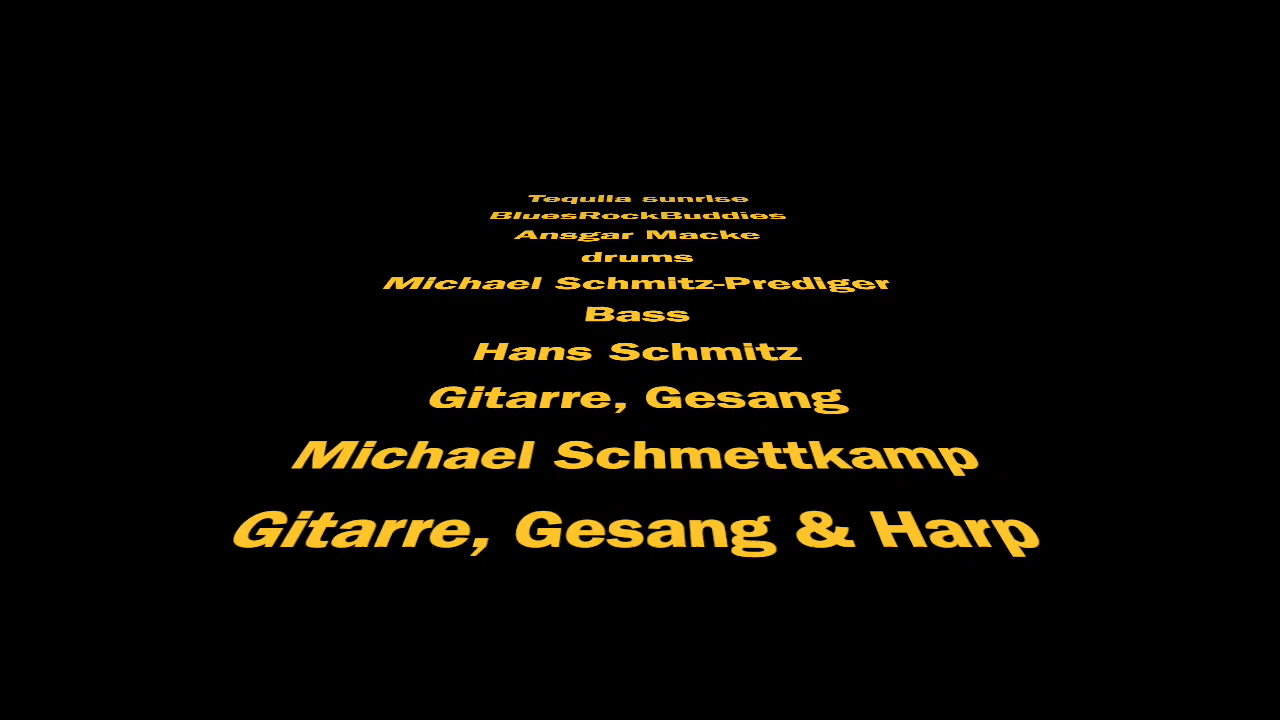 Tequila sunrise
BluesRockBuddies
Ansgar Macke
drums
Michael Schmitz-Prediger
Bass
Hans Schmitz
Gitarre, Gesang
Michael Schmettkamp
Gitarre, Gesang & Harp